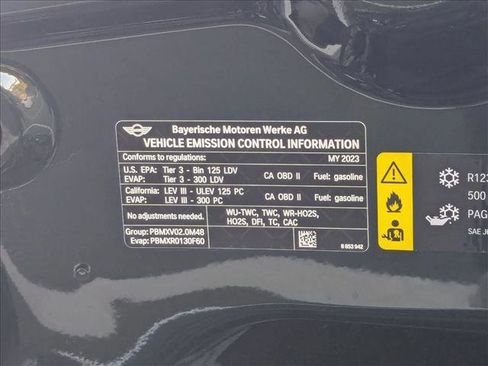 Bayerische Motoren Werke AG
VEHICLE EMISSION CONTROL INFORMATION
Conforms to regulations: MY 2023
U.S. EPA: Tier 3 - Bin 125 LDV CA OBD II Fuel: gasoline
EVAP: Tier 3 - 300 LDV
California: LEV III - ULEV 125 PC CA OBD II Fuel: gasoline
EVAP: LEV III - 300 PC
No adjustments needed. WU-TWC, TWC, WR-HO2S,
HO2S, DFI, TC, CAC
Group: PBMXV02.0M48
Evap: PBMXR0130F60 8 653 942
R123
500
PAG
SAE